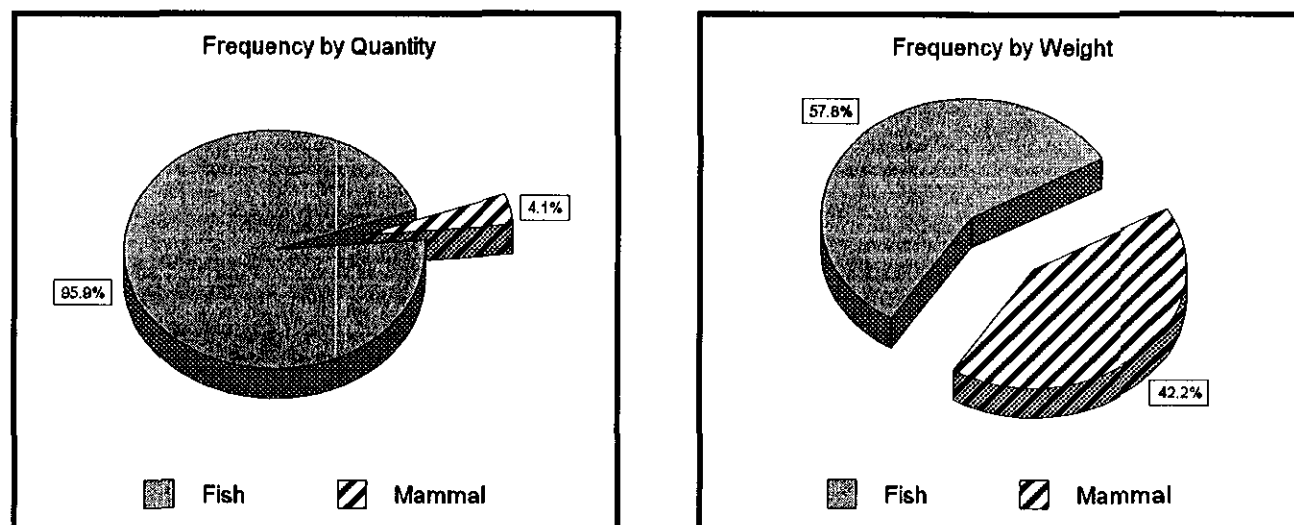 Frequency by Quantity
4.1%
95.9%
Fish
Mammal
Frequency by Weight
57.8%
42.2%
Fish
Mammal